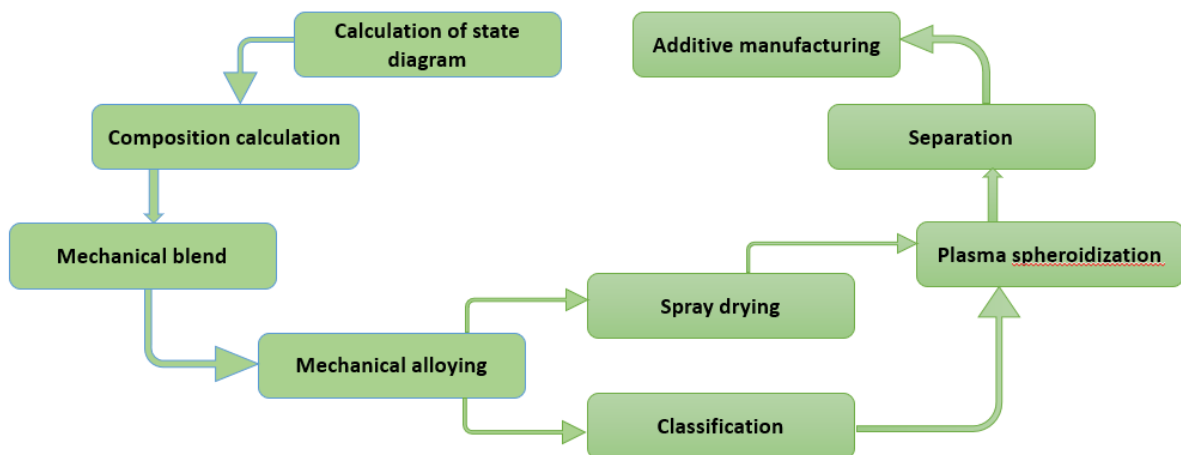 Calculation of state
diagram
Additive manufacturing
Composition calculation
Separation
Mechanical blend
Plasma spheroidization
Spray drying
Mechanical alloying
Classification